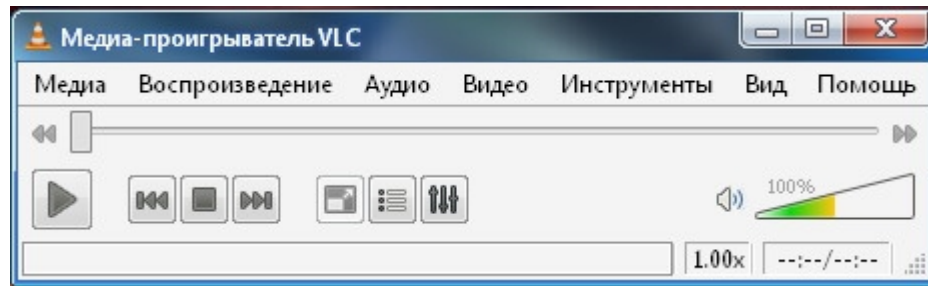 Медиа-проигрыватель VLC
Медиа Воспроизведение Аудио Видео Инструменты Вид Помощь
100%
1.00x --:--/--:--